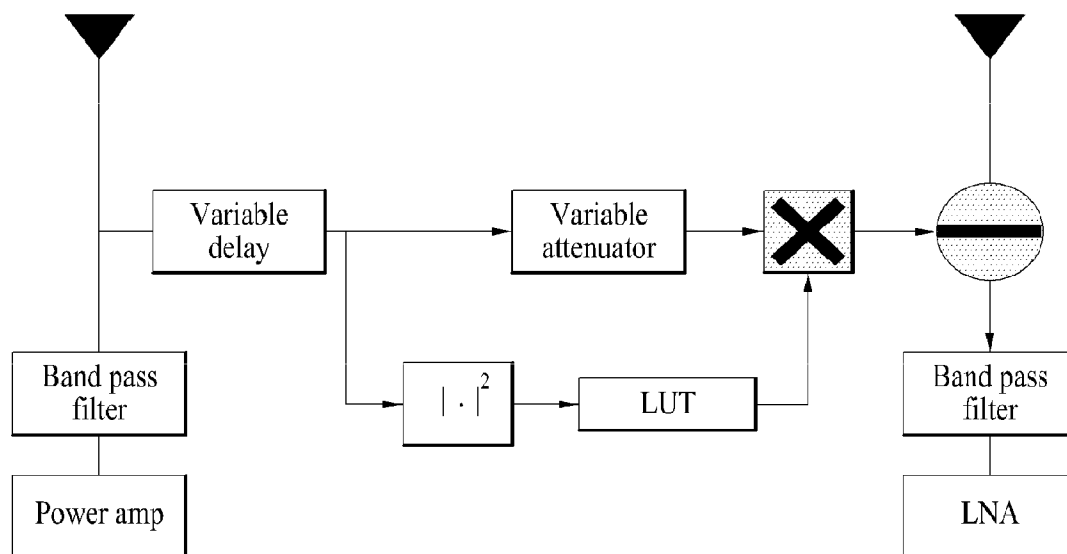 Variable
delay
Variable
attenuator
Band pass
filter
| · |²
LUT
Band pass
filter
Power amp
LNA